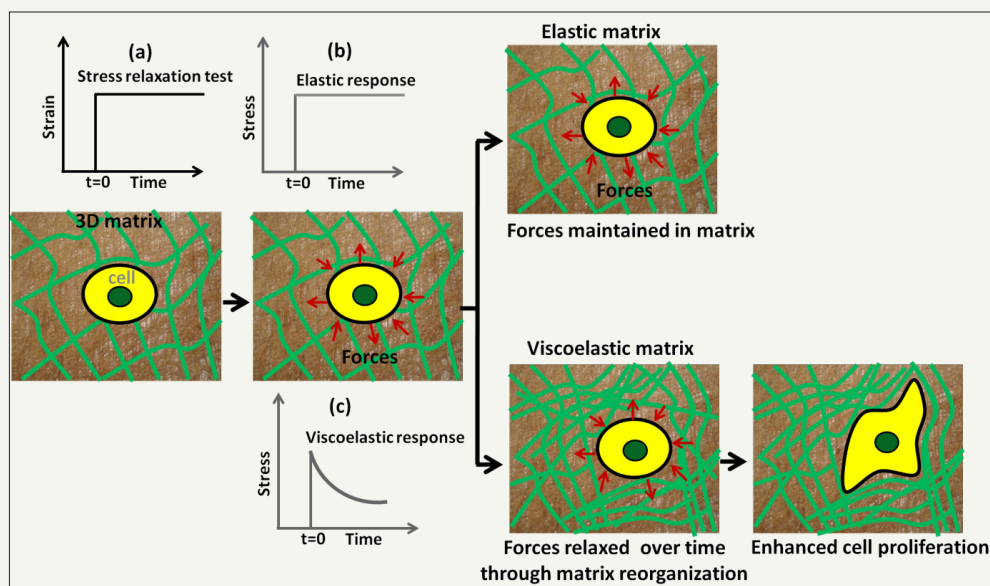 (a)
Stress relaxation test
Strain
t=0 Time
(b)
Elastic response
Stress
t=0 Time
Elastic matrix
Forces
Forces maintained in matrix
3D matrix
cell
Forces
(c)
Viscoelastic response
Stress
t=0 Time
Viscoelastic matrix
Forces relaxed over time
through matrix reorganization
Enhanced cell proliferation